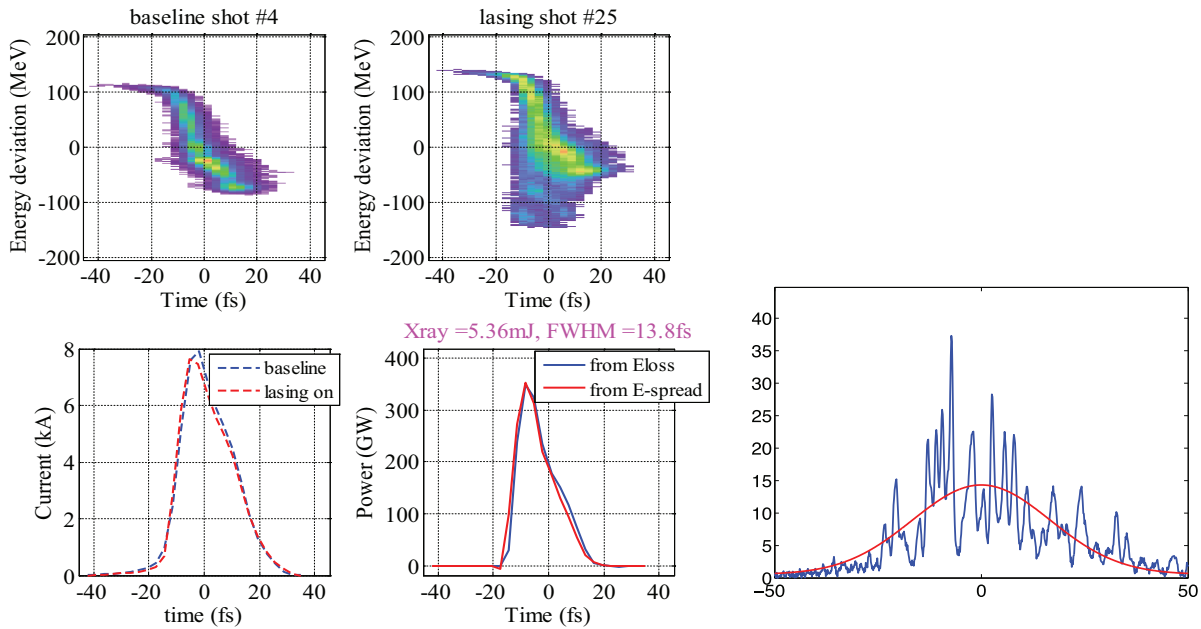 baseline shot #4
lasing shot #25
200
100
0
-100
-200
Energy deviation (MeV)
-40 -20 0 20 40
Time (fs)
200
100
0
-100
-200
Energy deviation (MeV)
-40 -20 0 20 40
Time (fs)
8
6
4
2
0
Current (kA)
baseline
lasing on
-40 -20 0 20 40
time (fs)
Xray =5.36mJ, FWHM =13.8fs
400
300
200
100
0
Power (GW)
from Eloss
from E-spread
-40 -20 0 20 40
Time (fs)
40
35
30
25
20
15
10
5
0
−50 0 50